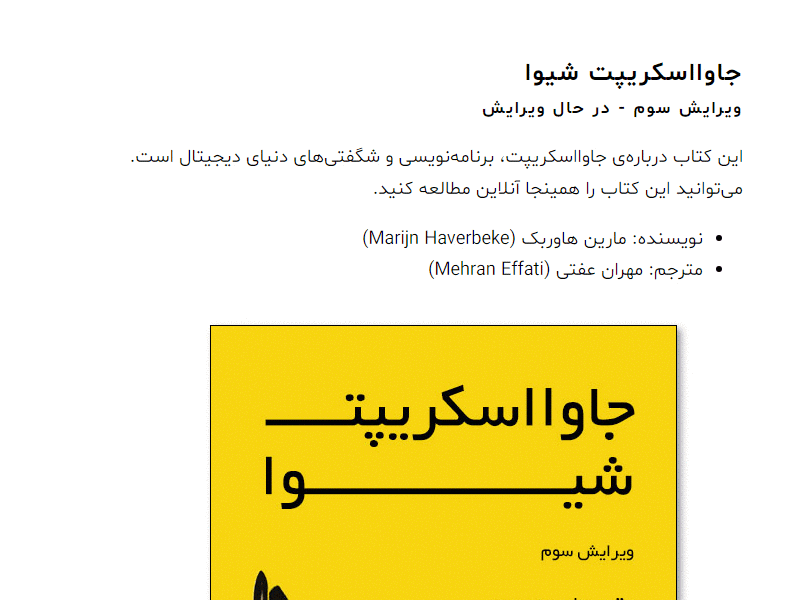 جاوااسکریپت شیوا
ویرایش سوم - در حال ویرایش
این کتاب درباره‌ی جاوااسکریپت، برنامه‌نویسی و شگفتی‌های دنیای دیجیتال است.
می‌توانید این کتاب را همینجا آنلاین مطالعه کنید.
نویسنده: مارین هاوربک (Marijn Haverbeke)
مترجم: مهران عفتی (Mehran Effati)
جاوااسکریپتـــ
شیـــــــوا
ویرایش سوم